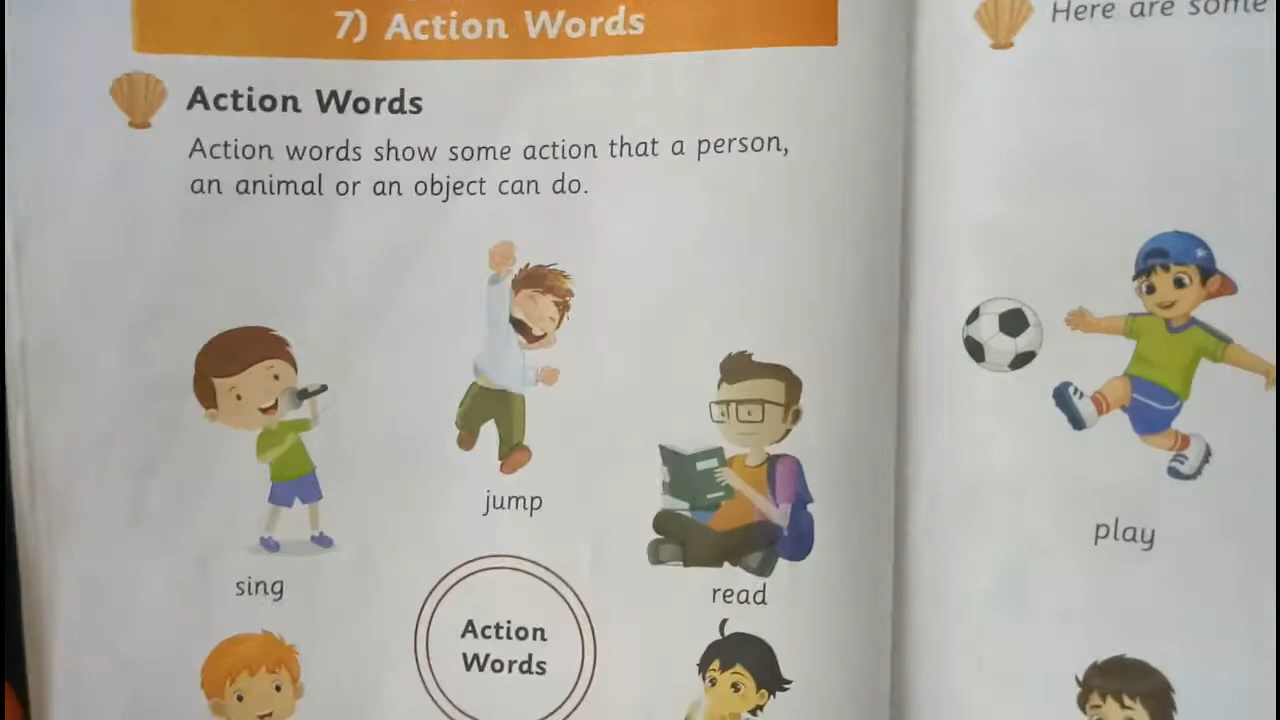 7) Action Words
Action Words
Action words show some action that a person,
an animal or an object can do.
jump
sing
read
Action
Words
Here are some
play